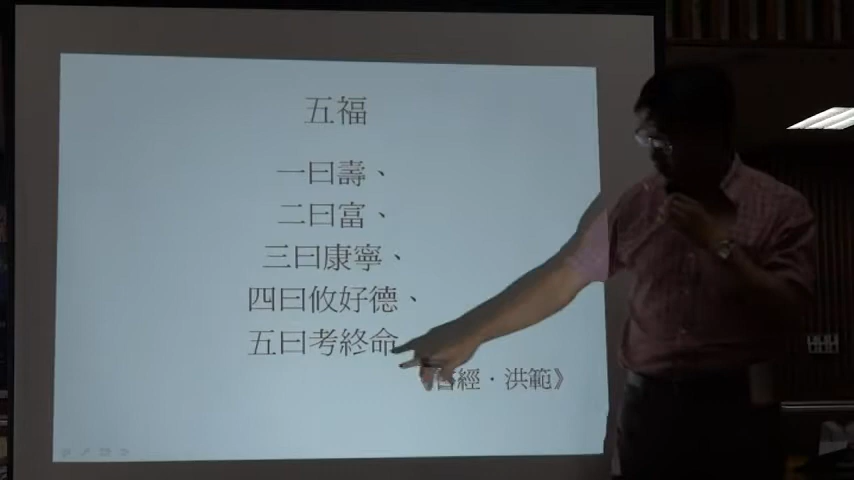 五福
一曰壽、
二曰富、
三曰康寧、
四曰攸好德、
五曰考終命
書經．洪範》